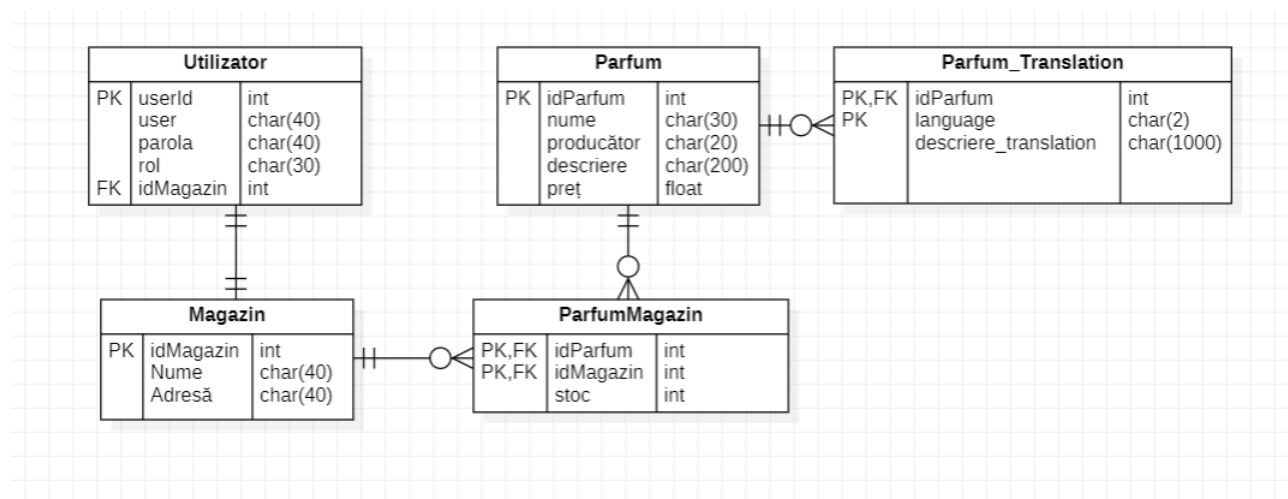 Utilizator
PK userId int
user char(40)
parola char(40)
rol char(30)
FK idMagazin int
Parfum
PK idParfum int
nume char(30)
producător char(20)
descriere char(200)
preț float
Parfum_Translation
PK,FK idParfum int
PK language char(2)
descriere_translation char(1000)
Magazin
PK idMagazin int
Nume char(40)
Adresă char(40)
ParfumMagazin
PK,FK idParfum int
PK,FK idMagazin int
stoc int